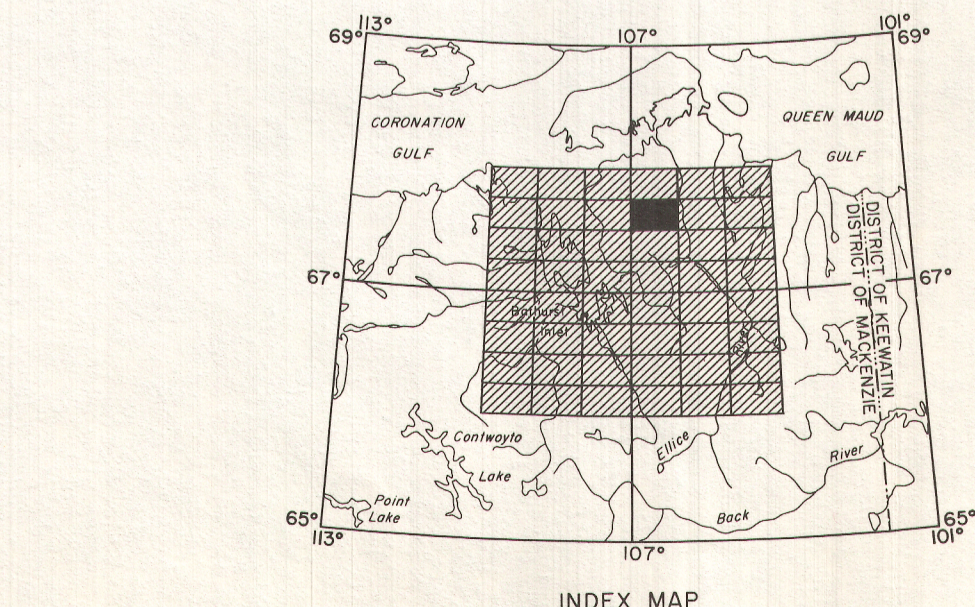 113°
107°
101°
69°
69°
CORONATION
GULF
QUEEN MAUD
GULF
DISTRICT OF KEEWATIN
DISTRICT OF MACKENZIE
67°
67°
Bathurst
Inlet
River
Contwoyto
Lake
Ellice
River
Point
Lake
Back
65°
65°
113°
107°
101°
INDEX MAP